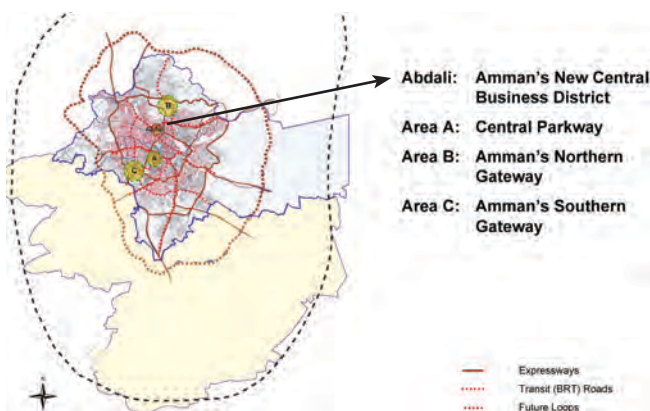 B
A
C
Abdali: Amman's New Central
Business District
Area A: Central Parkway
Area B: Amman's Northern
Gateway
Area C: Amman's Southern
Gateway
Expressways
Transit (BRT) Roads
Future Loops